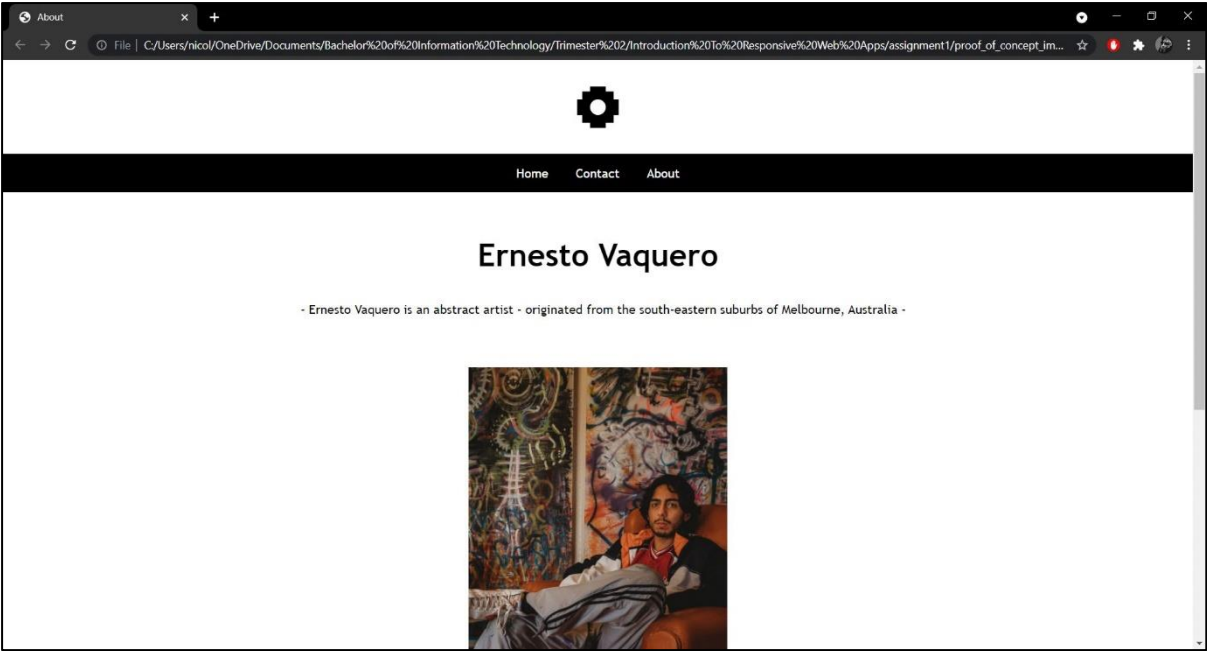 About
File | C:/Users/nicol/OneDrive/Documents/Bachelor%20of%20Information%20Technology/Trimester%202/Introduction%20To%20Responsive%20Web%20Apps/assignment1/proof_of_concept_im...
Home Contact About
Ernesto Vaquero
- Ernesto Vaquero is an abstract artist - originated from the south-eastern suburbs of Melbourne, Australia -